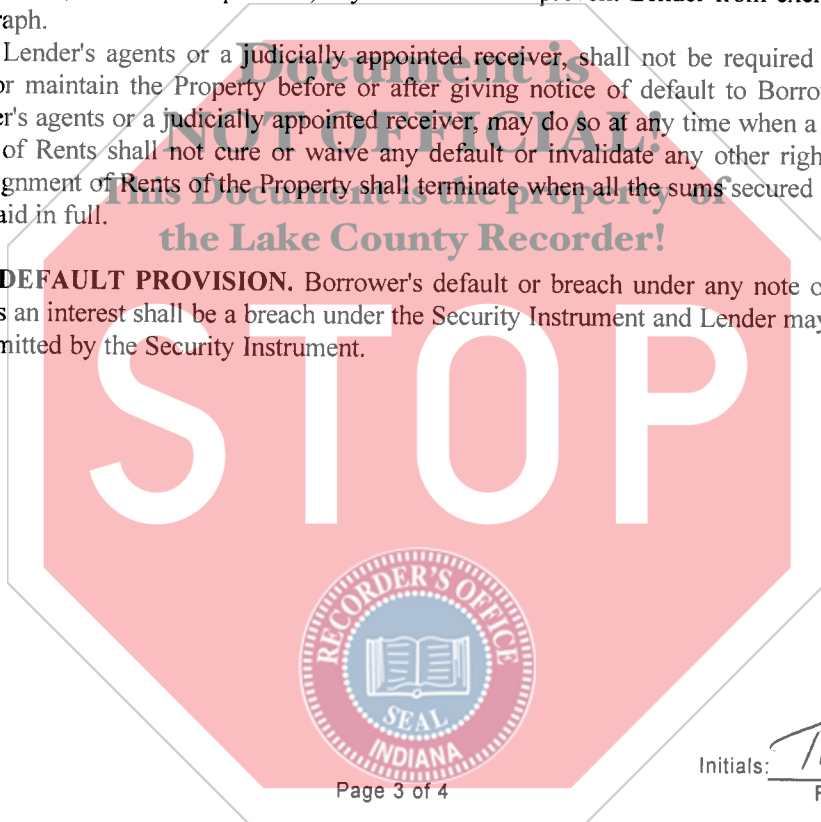 raph.
Lender's agents or a judicially appointed receiver, shall not be required
or maintain the Property before or after giving notice of default to Borro
er's agents or a judicially appointed receiver, may do so at any time when a
of Rents shall not cure or waive any default or invalidate any other righ
gnment of Rents of the Property shall terminate when all the sums secured
aid in full.
Document is
NOT OFFICIAL!
This Document is the property of
the Lake County Recorder!
DEFAULT PROVISION. Borrower's default or breach under any note o
s an interest shall be a breach under the Security Instrument and Lender may
mitted by the Security Instrument.
STOP
RECORDER'S OFFICE
SEAL
INDIANA
Initials:
Page 3 of 4